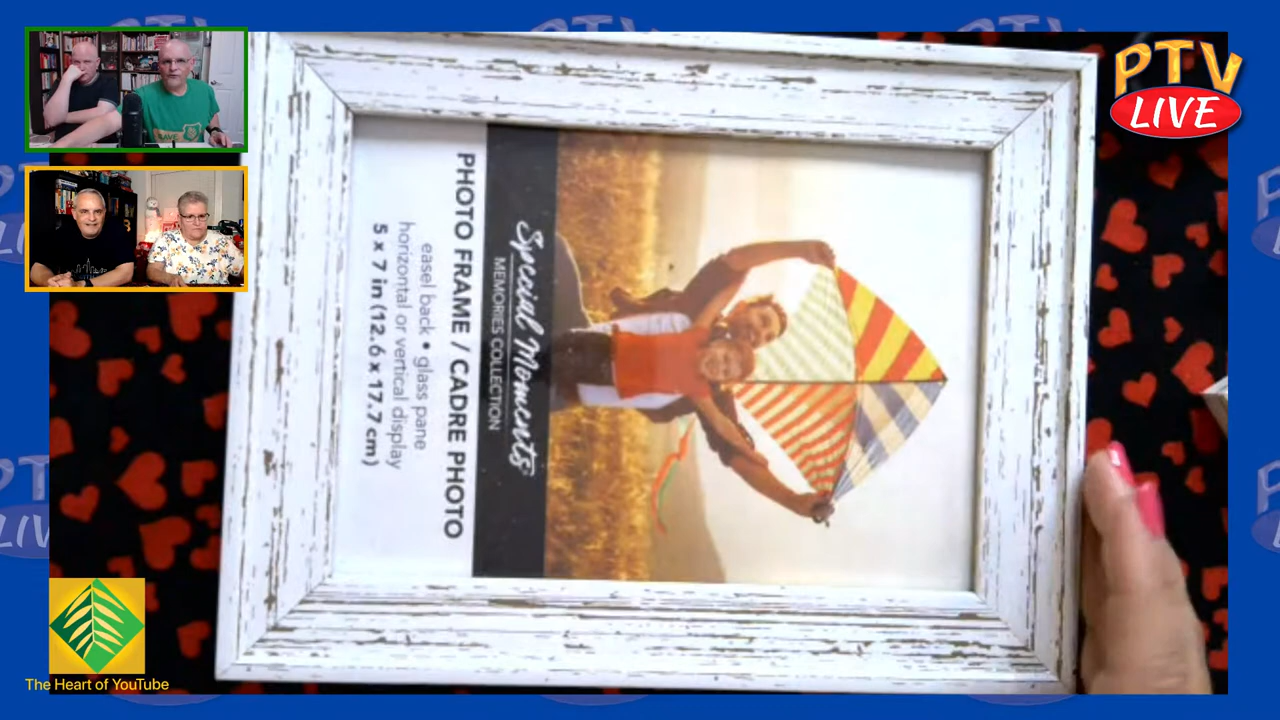 PTV
LIVE
Special Moments
MEMORIES COLLECTION
PHOTO FRAME / CADRE PHOTO
easel back • glass pane
horizontal or vertical display
5 x 7 in (12.6 x 17.7 cm)
The Heart of YouTube